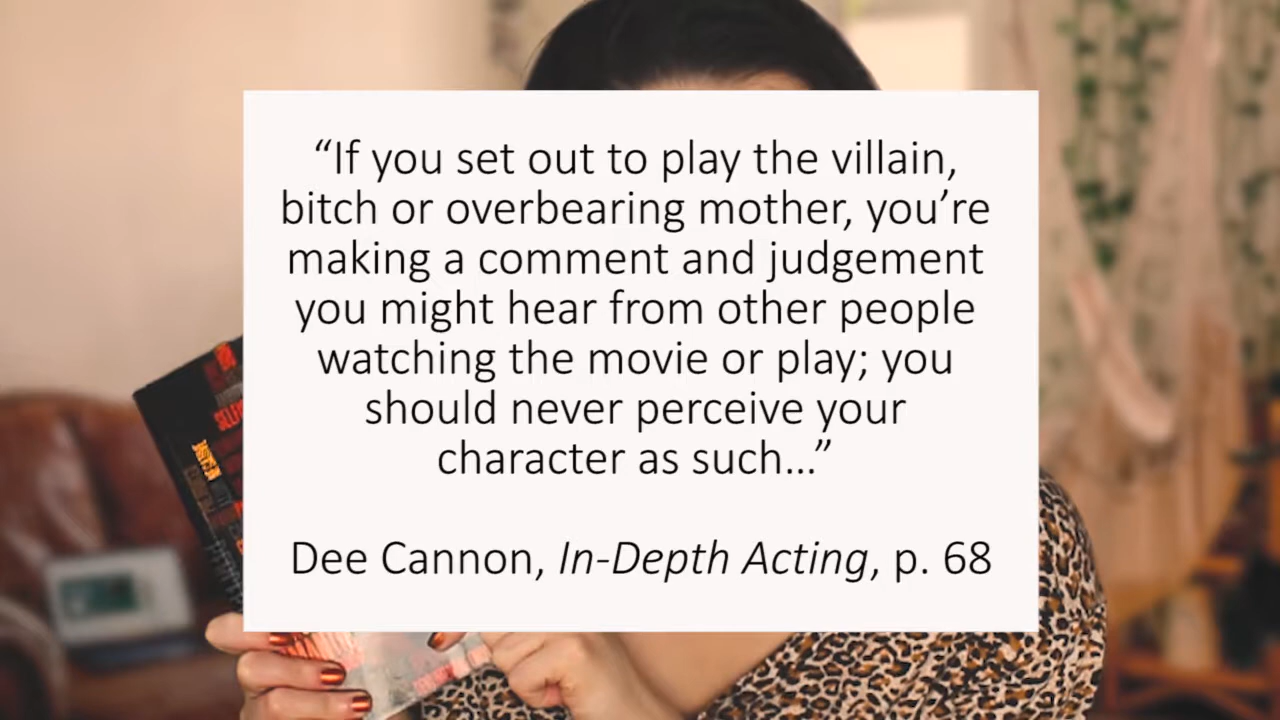 “If you set out to play the villain,
bitch or overbearing mother, you’re
making a comment and judgement
you might hear from other people
watching the movie or play; you
should never perceive your
character as such...”
Dee Cannon, In-Depth Acting, p. 68